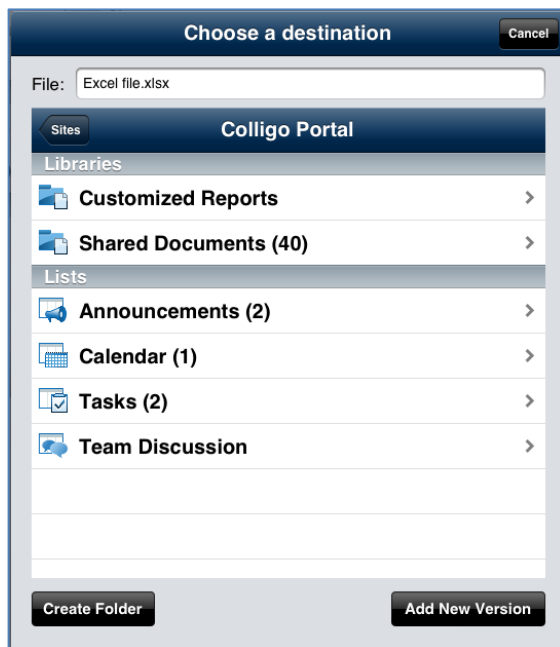 Choose a destination
Cancel
File: Excel file.xlsx
Sites
Colligo Portal
Libraries
Customized Reports
Shared Documents (40)
Lists
Announcements (2)
Calendar (1)
Tasks (2)
Team Discussion
Create Folder
Add New Version